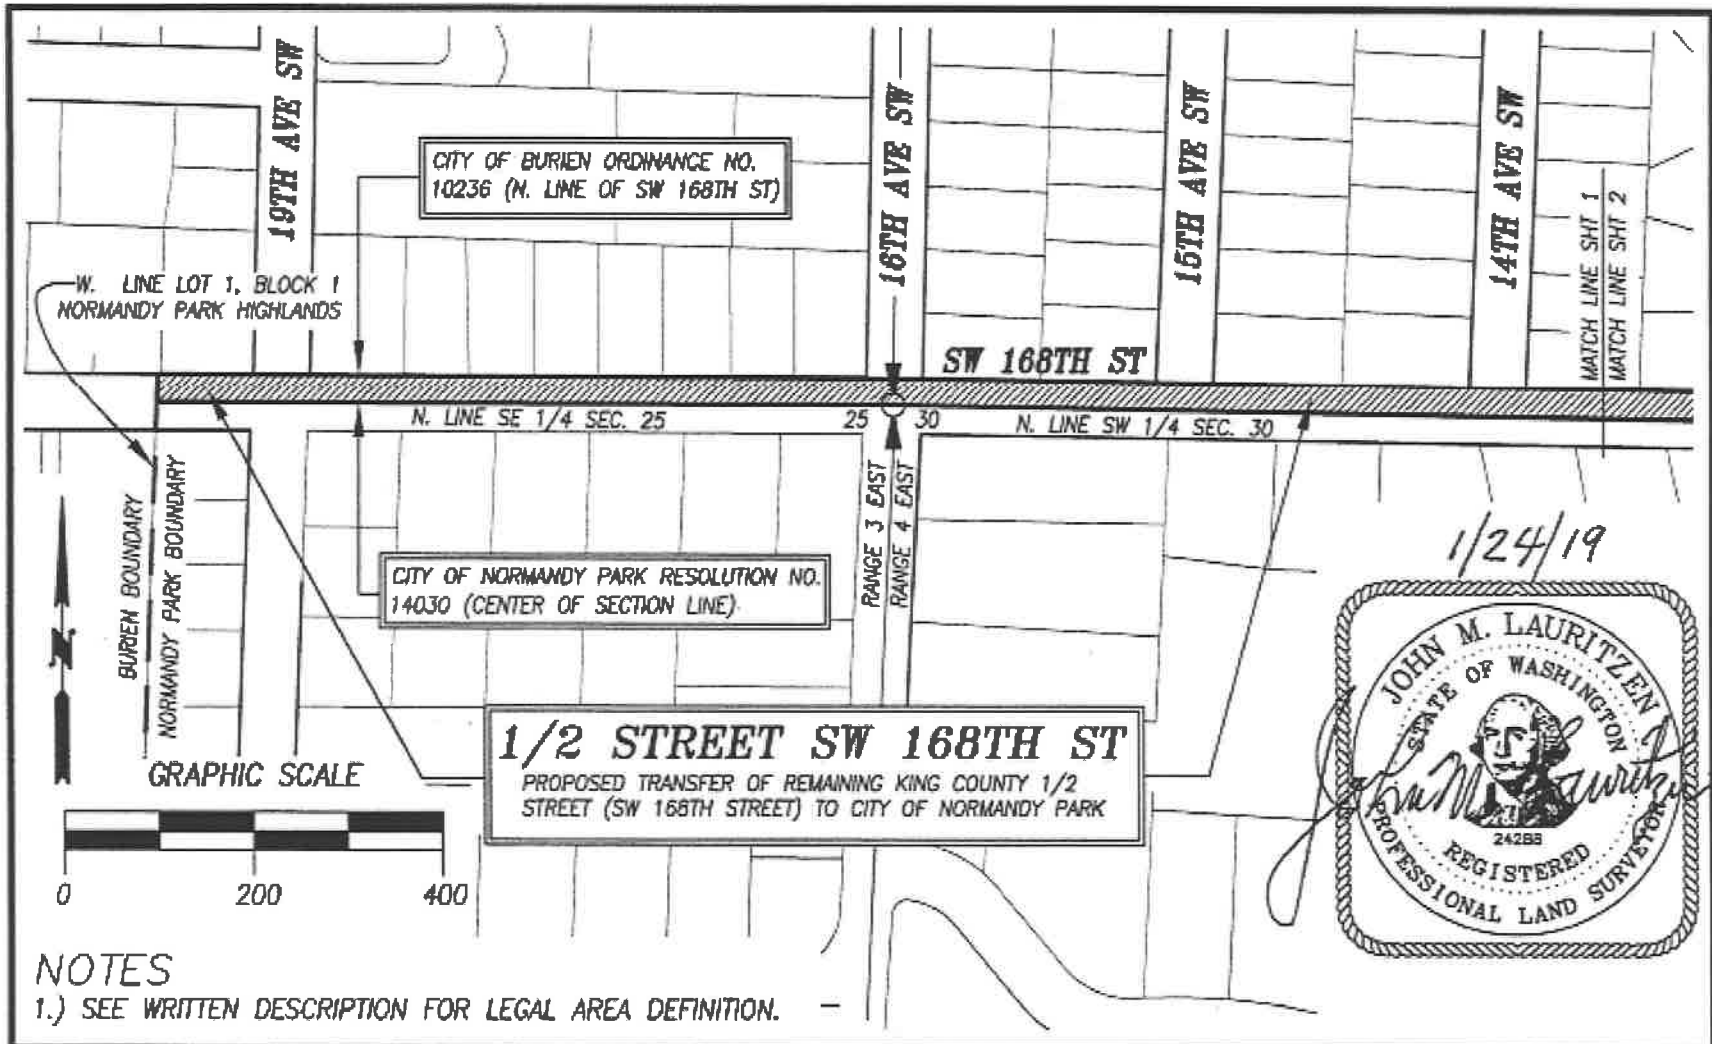 19TH AVE SW
16TH AVE SW
15TH AVE SW
14TH AVE SW
CITY OF BURIEN ORDINANCE NO.
10236 (N. LINE OF SW 168TH ST)
MATCH LINE SHT 1
MATCH LINE SHT 2
W. LINE LOT 1, BLOCK 1
NORMANDY PARK HIGHLANDS
SW 168TH ST
N. LINE SE 1/4 SEC. 25
25
30
N. LINE SW 1/4 SEC. 30
RANGE 3 EAST
RANGE 4 EAST
BURIEN BOUNDARY
NORMANDY PARK BOUNDARY
CITY OF NORMANDY PARK RESOLUTION NO.
14030 (CENTER OF SECTION LINE)
N
1/24/19
JOHN M. LAURITZEN
STATE OF WASHINGTON
24288
REGISTERED
PROFESSIONAL LAND SURVEYOR
John M Lauritzen
1/2 STREET SW 168TH ST
PROPOSED TRANSFER OF REMAINING KING COUNTY 1/2
STREET (SW 168TH STREET) TO CITY OF NORMANDY PARK
GRAPHIC SCALE
0 200 400
NOTES
1.) SEE WRITTEN DESCRIPTION FOR LEGAL AREA DEFINITION.